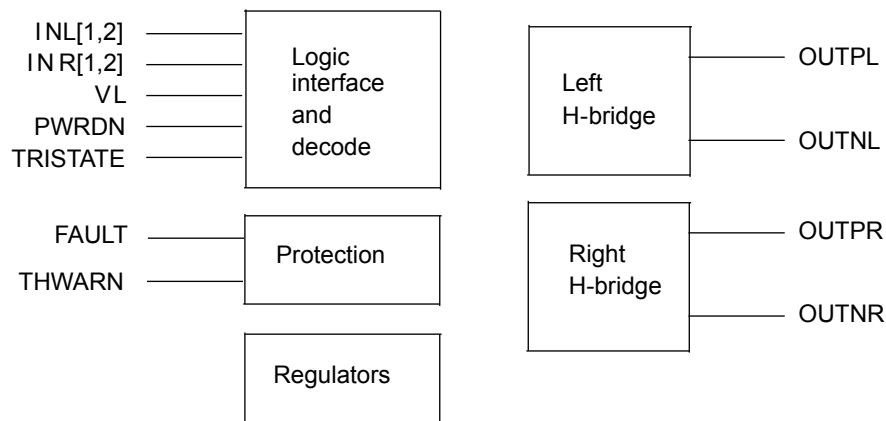 INL[1,2]
INR[1,2]
VL
PWRDN
TRISTATE
Logic
interface
and
decode
FAULT
THWARN
Protection
Regulators
Left
H-bridge
OUTPL
OUTNL
Right
H-bridge
OUTPR
OUTNR